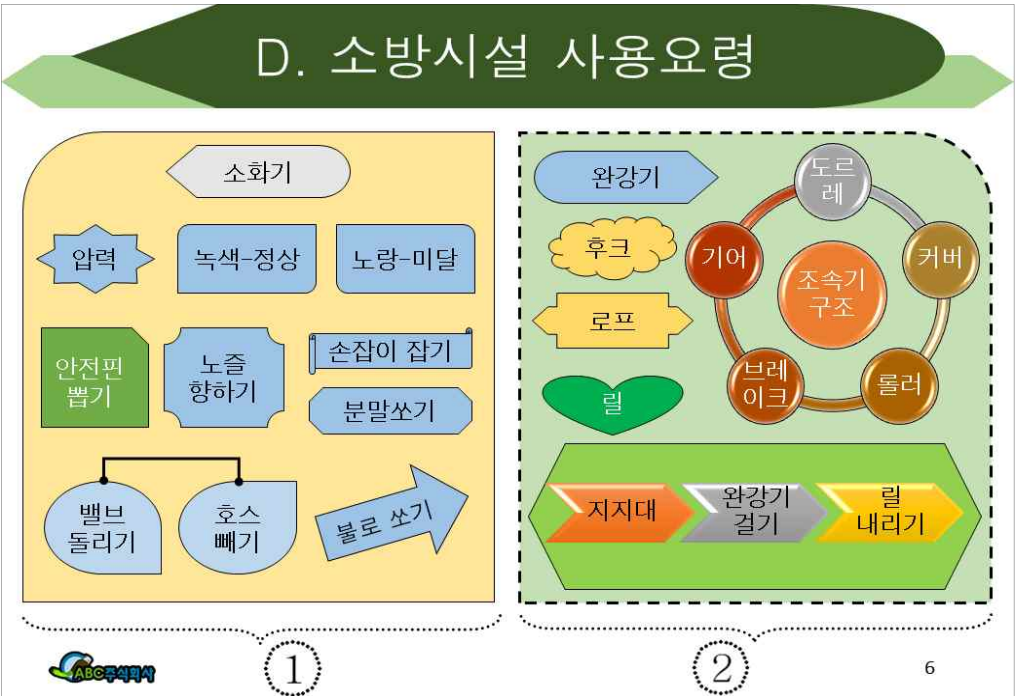 D. 소방시설 사용요령
소화기
압력
녹색-정상
노랑-미달
안전핀
뽑기
노즐
향하기
손잡이 잡기
분말쏘기
밸브
돌리기
호스
빼기
불로 쏘기
완강기
후크
로프
릴
도르
레
기어
커버
조속기
구조
브레
이크
롤러
지지대
완강기
걸기
릴
내리기
1
2
ABC주식회사
6